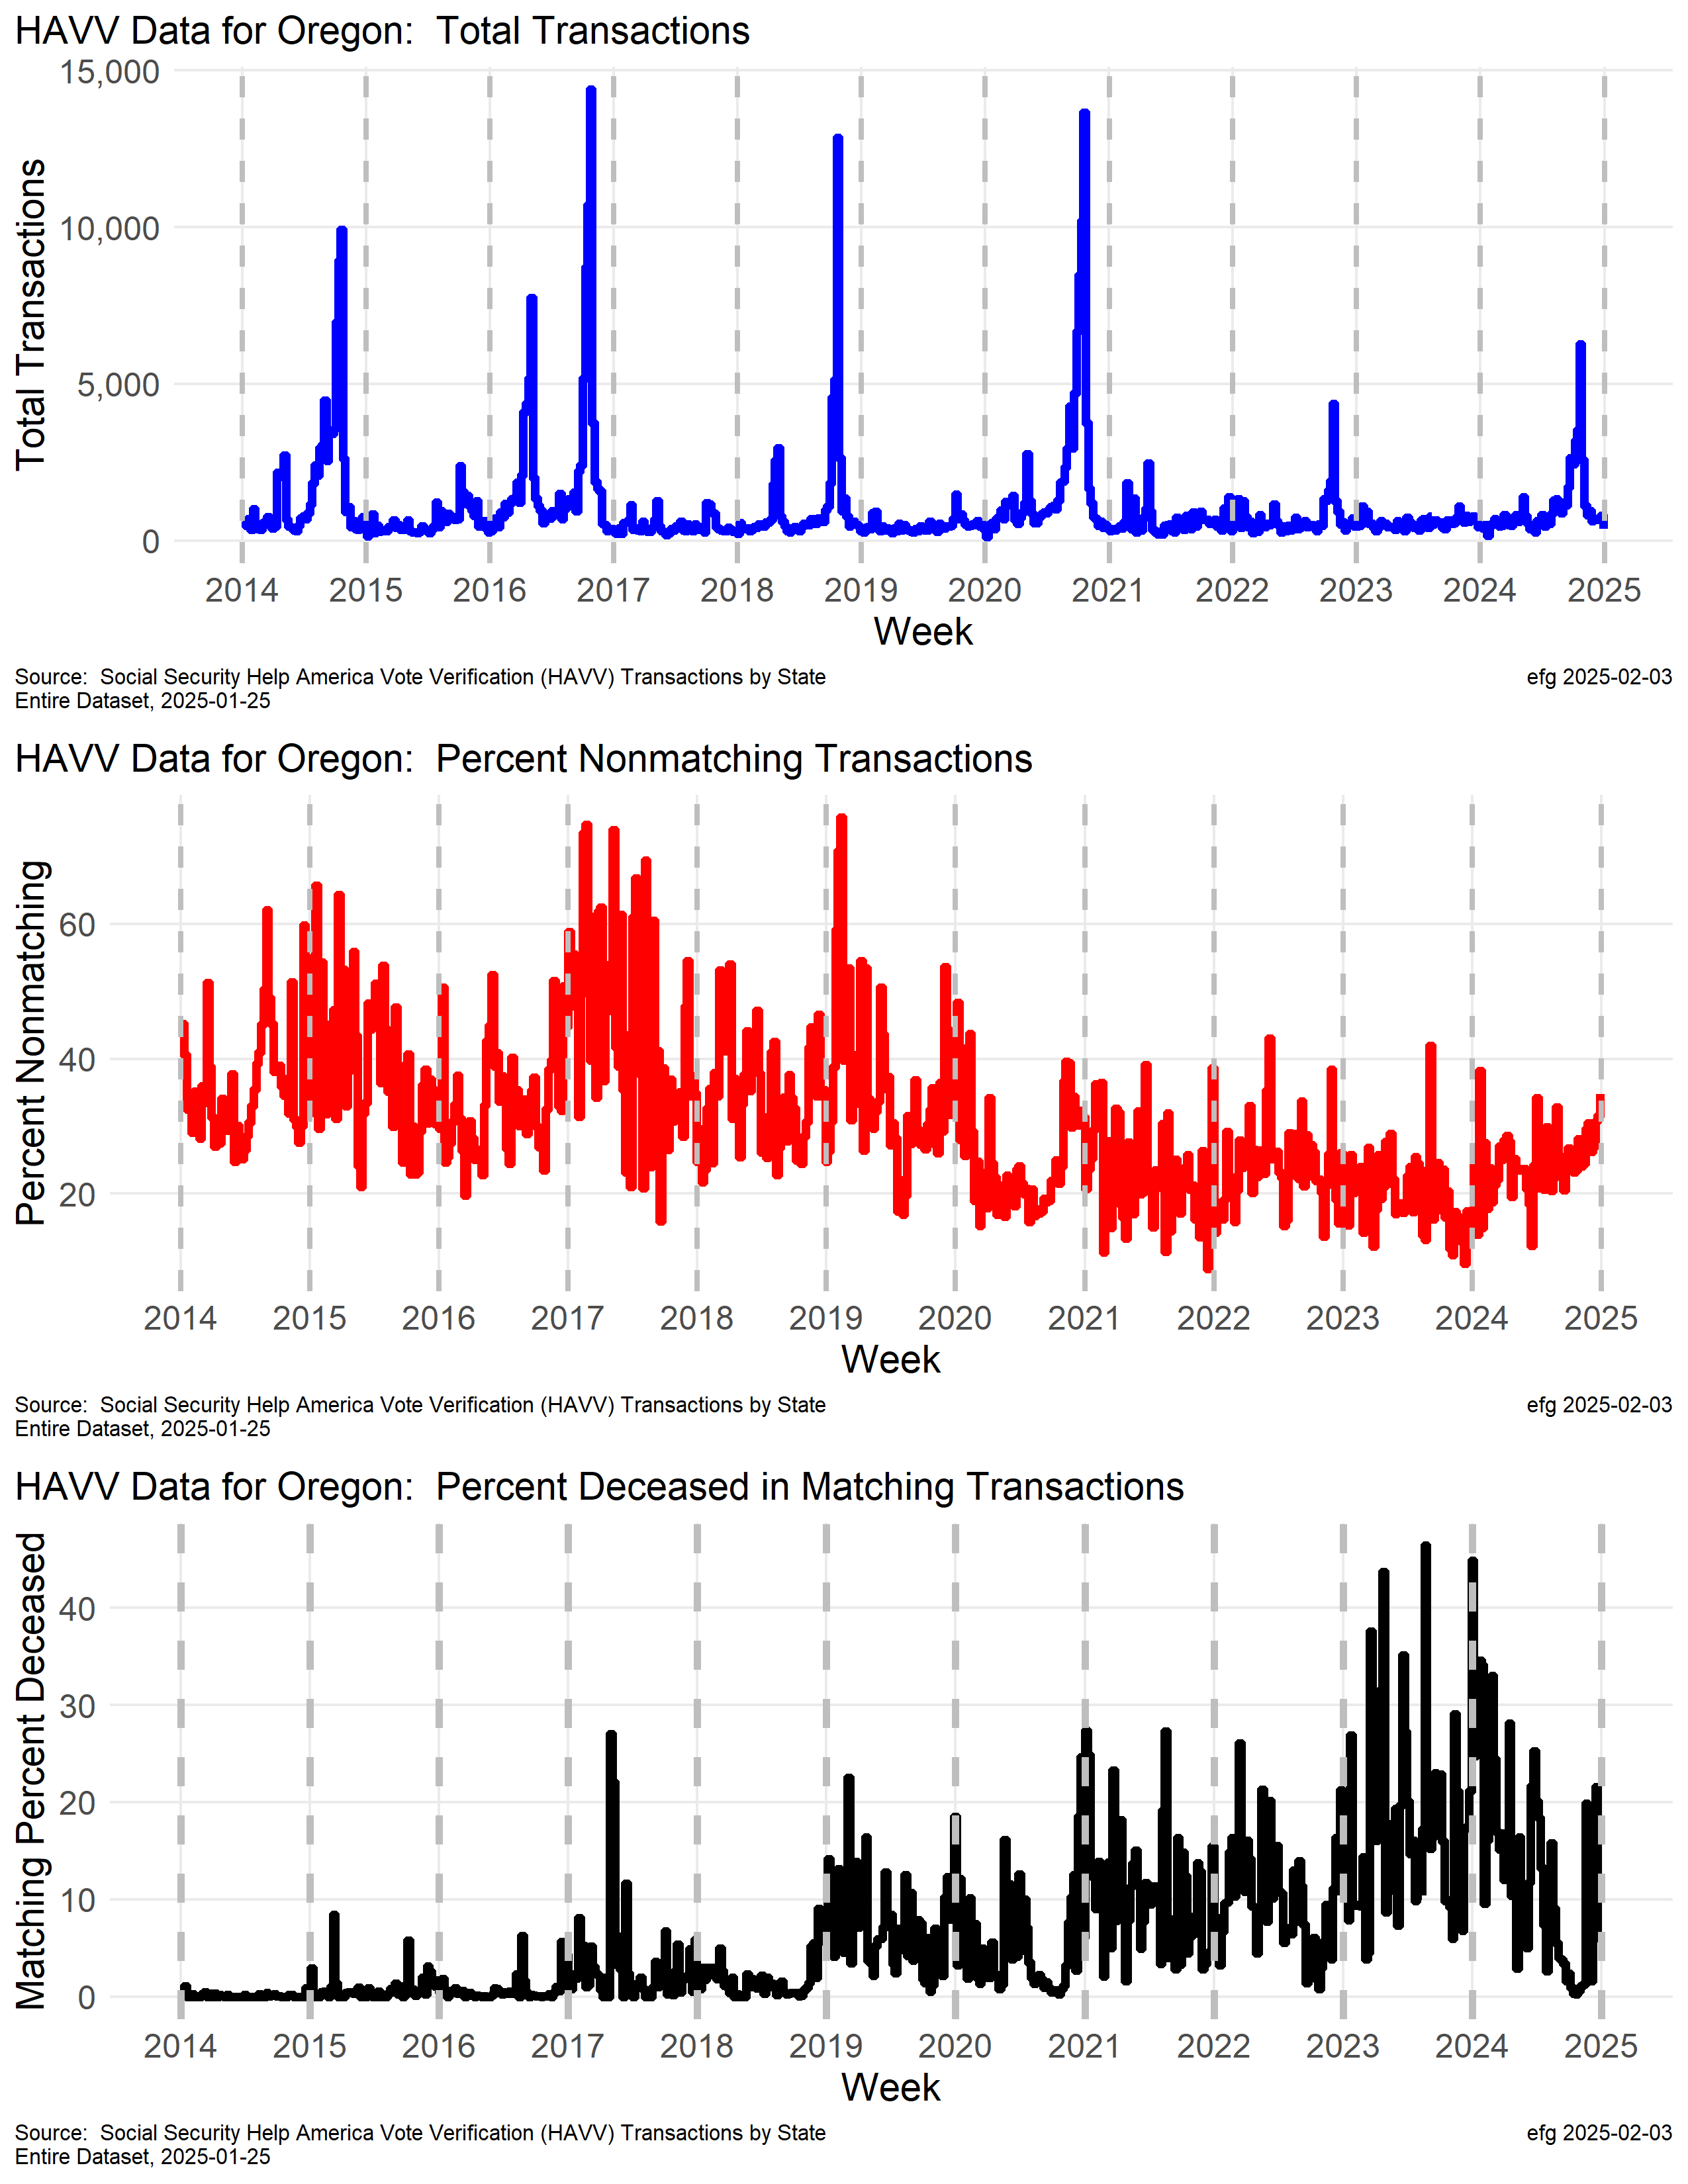 HAVV Data for Oregon:  Total Transactions
15,000
10,000
5,000
0
Total Transactions
2014 2015 2016 2017 2018 2019 2020 2021 2022 2023 2024 2025
Week
Source:  Social Security Help America Vote Verification (HAVV) Transactions by State
Entire Dataset, 2025-01-25
efg 2025-02-03
HAVV Data for Oregon:  Percent Nonmatching Transactions
60
40
20
Percent Nonmatching
2014 2015 2016 2017 2018 2019 2020 2021 2022 2023 2024 2025
Week
Source:  Social Security Help America Vote Verification (HAVV) Transactions by State
Entire Dataset, 2025-01-25
efg 2025-02-03
HAVV Data for Oregon:  Percent Deceased in Matching Transactions
40
30
20
10
0
Matching Percent Deceased
2014 2015 2016 2017 2018 2019 2020 2021 2022 2023 2024 2025
Week
Source:  Social Security Help America Vote Verification (HAVV) Transactions by State
Entire Dataset, 2025-01-25
efg 2025-02-03